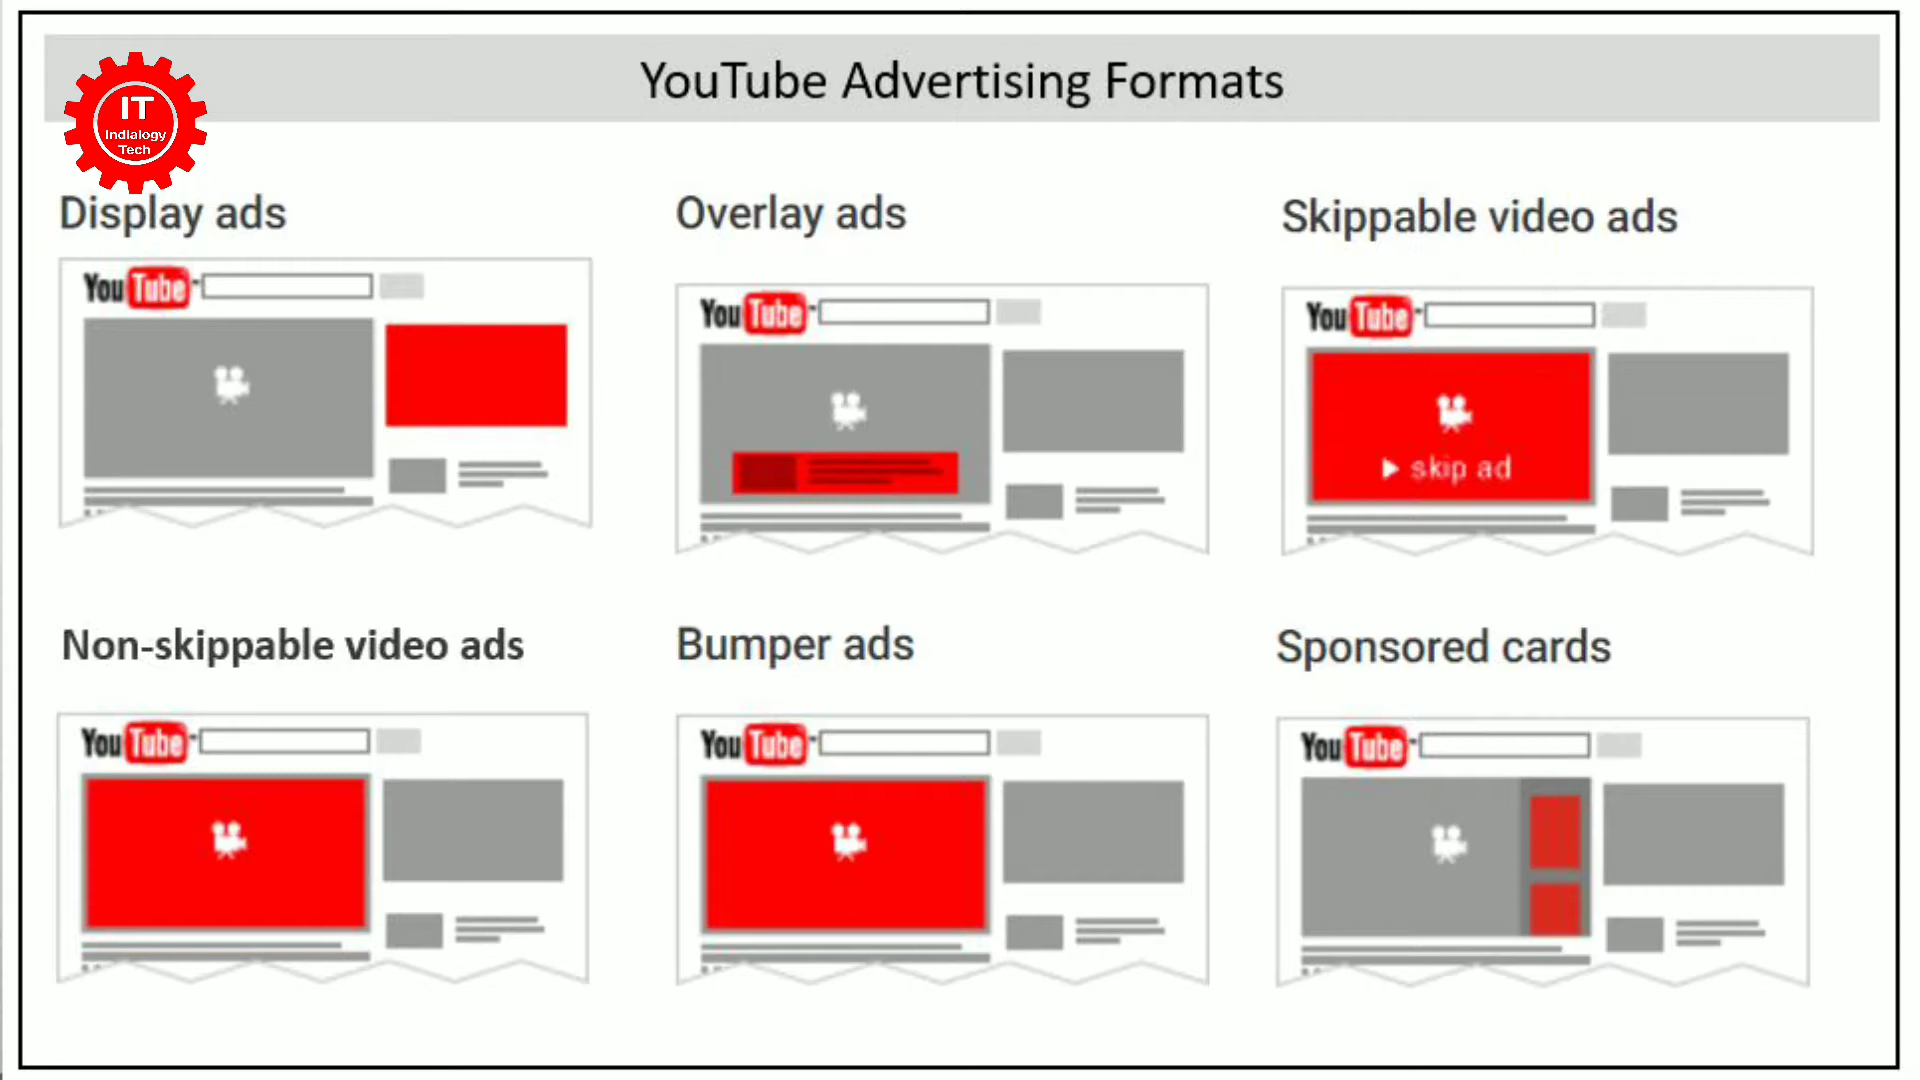 YouTube Advertising Formats
IT
Indialogy
Tech
Display ads
Overlay ads
Skippable video ads
YouTube
YouTube
YouTube
skip ad
Non-skippable video ads
Bumper ads
Sponsored cards
YouTube
YouTube
YouTube